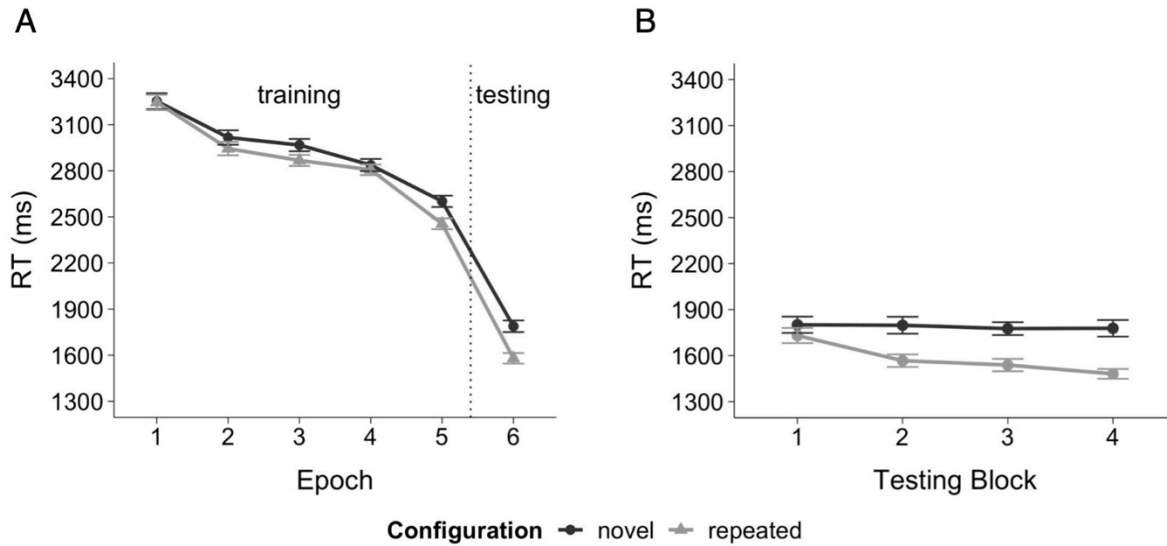 A
RT (ms)
3400
3100
2800
2500
2200
1900
1600
1300
training
testing
1 2 3 4 5 6
Epoch
B
RT (ms)
3400
3100
2800
2500
2200
1900
1600
1300
1 2 3 4
Testing Block
Configuration novel repeated